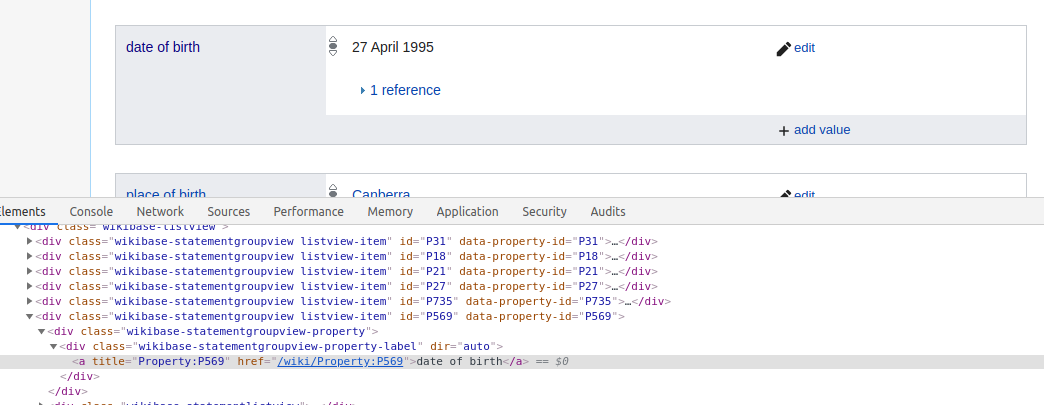 date of birth
27 April 1995
edit
1 reference
+ add value
place of birth
Canberra
edit
Elements Console Network Sources Performance Memory Application Security Audits
▼<div class="wikibase-listview">
▶<div class="wikibase-statementgroupview listview-item" id="P31" data-property-id="P31">…</div>
▶<div class="wikibase-statementgroupview listview-item" id="P18" data-property-id="P18">…</div>
▶<div class="wikibase-statementgroupview listview-item" id="P21" data-property-id="P21">…</div>
▶<div class="wikibase-statementgroupview listview-item" id="P27" data-property-id="P27">…</div>
▶<div class="wikibase-statementgroupview listview-item" id="P735" data-property-id="P735">…</div>
▼<div class="wikibase-statementgroupview listview-item" id="P569" data-property-id="P569">
▼<div class="wikibase-statementgroupview-property">
▼<div class="wikibase-statementgroupview-property-label" dir="auto">
<a title="Property:P569" href="/wiki/Property:P569">date of birth</a> == $0
</div>
</div>
▶<div class="wikibase-statementlistview">…</div>